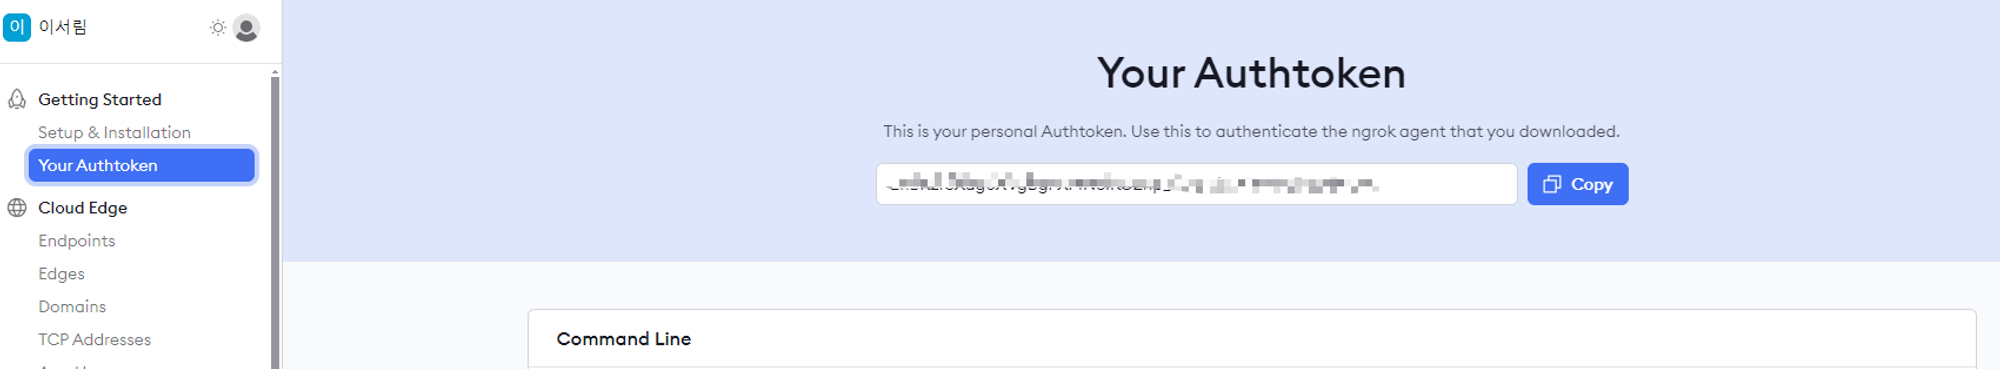 이 이서림
Getting Started
Setup & Installation
Your Authtoken
Cloud Edge
Endpoints
Edges
Domains
TCP Addresses
Your Authtoken
This is your personal Authtoken. Use this to authenticate the ngrok agent that you downloaded.
Copy
Command Line